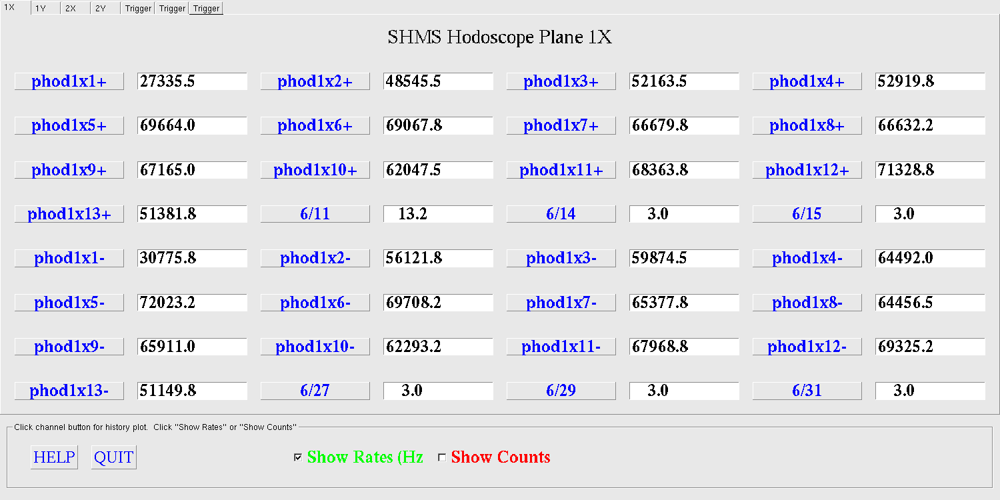 1X 1Y 2X 2Y Trigger Trigger Trigger
SHMS Hodoscope Plane 1X
phod1x1+ 27335.5 phod1x2+ 48545.5 phod1x3+ 52163.5 phod1x4+ 52919.8
phod1x5+ 69664.0 phod1x6+ 69067.8 phod1x7+ 66679.8 phod1x8+ 66632.2
phod1x9+ 67165.0 phod1x10+ 62047.5 phod1x11+ 68363.8 phod1x12+ 71328.8
phod1x13+ 51381.8 6/11 13.2 6/14 3.0 6/15 3.0
phod1x1- 30775.8 phod1x2- 56121.8 phod1x3- 59874.5 phod1x4- 64492.0
phod1x5- 72023.2 phod1x6- 69708.2 phod1x7- 65377.8 phod1x8- 64456.5
phod1x9- 65911.0 phod1x10- 62293.2 phod1x11- 67968.8 phod1x12- 69325.2
phod1x13- 51149.8 6/27 3.0 6/29 3.0 6/31 3.0
Click channel button for history plot. Click "Show Rates" or "Show Counts"
HELP QUIT Show Rates (Hz Show Counts